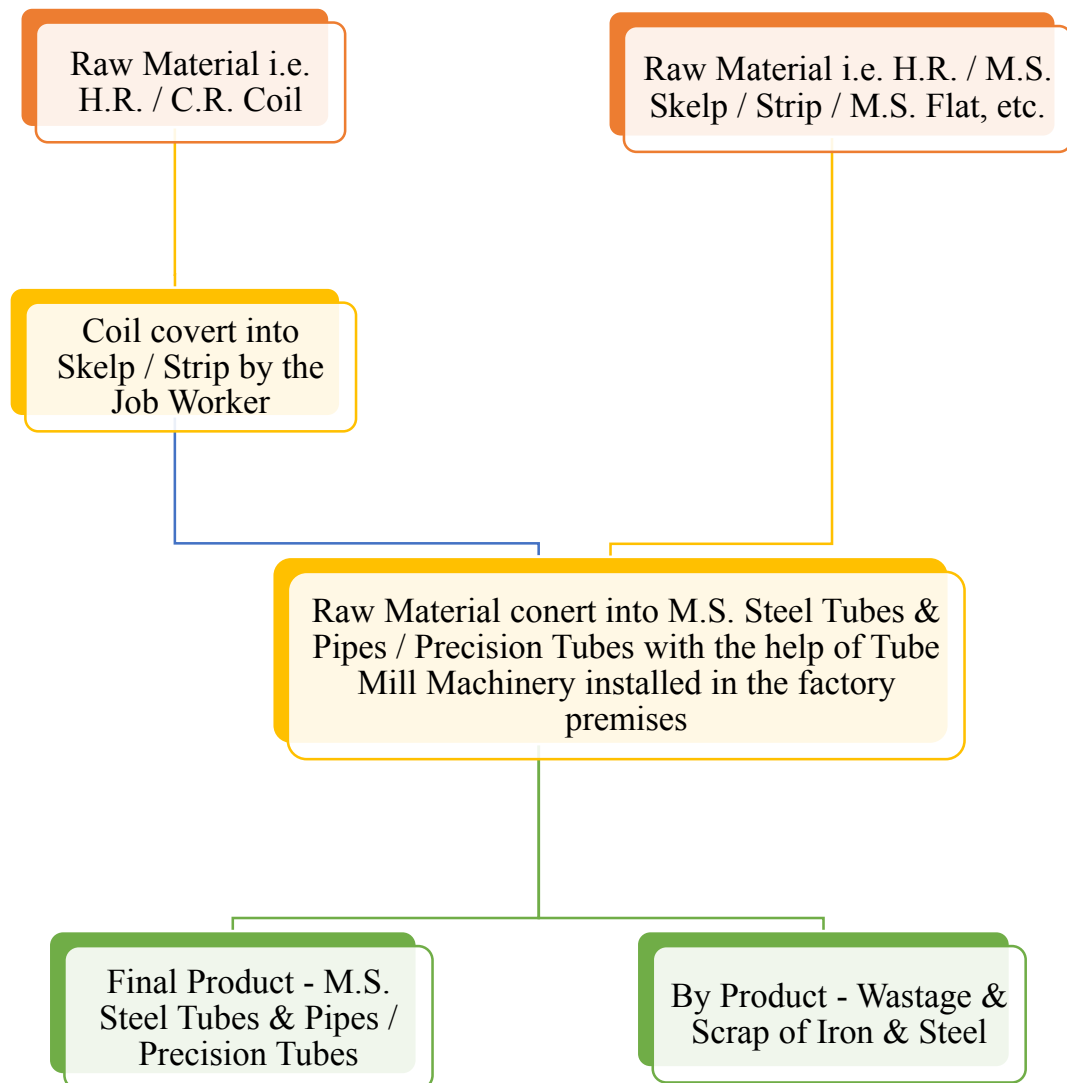 Raw Material i.e.
H.R. / C.R. Coil
Raw Material i.e. H.R. / M.S.
Skelp / Strip / M.S. Flat, etc.
Coil covert into
Skelp / Strip by the
Job Worker
Raw Material conert into M.S. Steel Tubes &
Pipes / Precision Tubes with the help of Tube
Mill Machinery installed in the factory
premises
Final Product - M.S.
Steel Tubes & Pipes /
Precision Tubes
By Product - Wastage &
Scrap of Iron & Steel